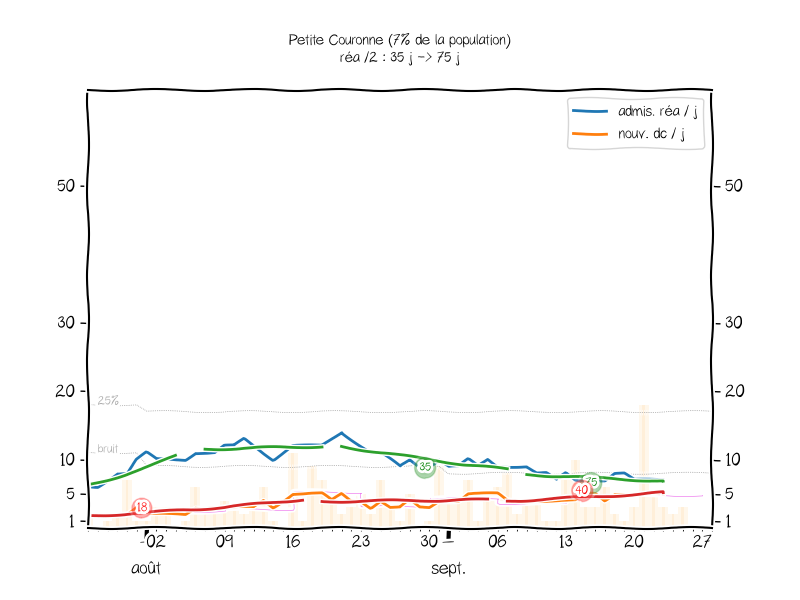 Petite Couronne (7% de la population)
réa /2 : 35 j -> 75 j
admis. réa / j
nouv. dc / j
50
50
30
30
20
20
25%
bruit
10
10
35
75
40
18
5
5
1
1
02 09 16 23 30 06 13 20 27
août sept.